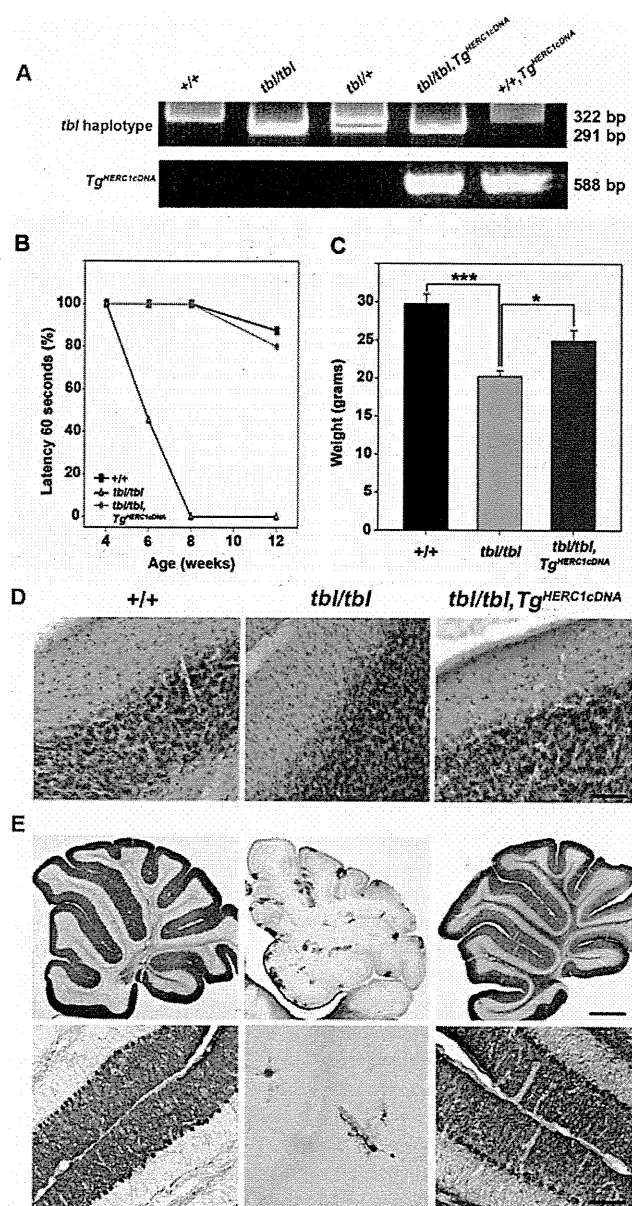 A
+/+
tbl/tbl
tbl/+
tbl/tbl,Tg^HERC1cDNA
+/+,Tg^HERC1cDNA
tbl haplotype
322 bp
291 bp
Tg^HERC1cDNA
588 bp
B
Latency 60 seconds (%)
100
80
60
40
20
0
+/+
tbl/tbl
tbl/tbl,
Tg^HERC1cDNA
4
6
8
10
12
Age (weeks)
C
Weight (grams)
30
25
20
15
10
5
0
***
*
+/+
tbl/tbl
tbl/tbl,
Tg^HERC1cDNA
D
+/+
tbl/tbl
tbl/tbl,Tg^HERC1cDNA
E